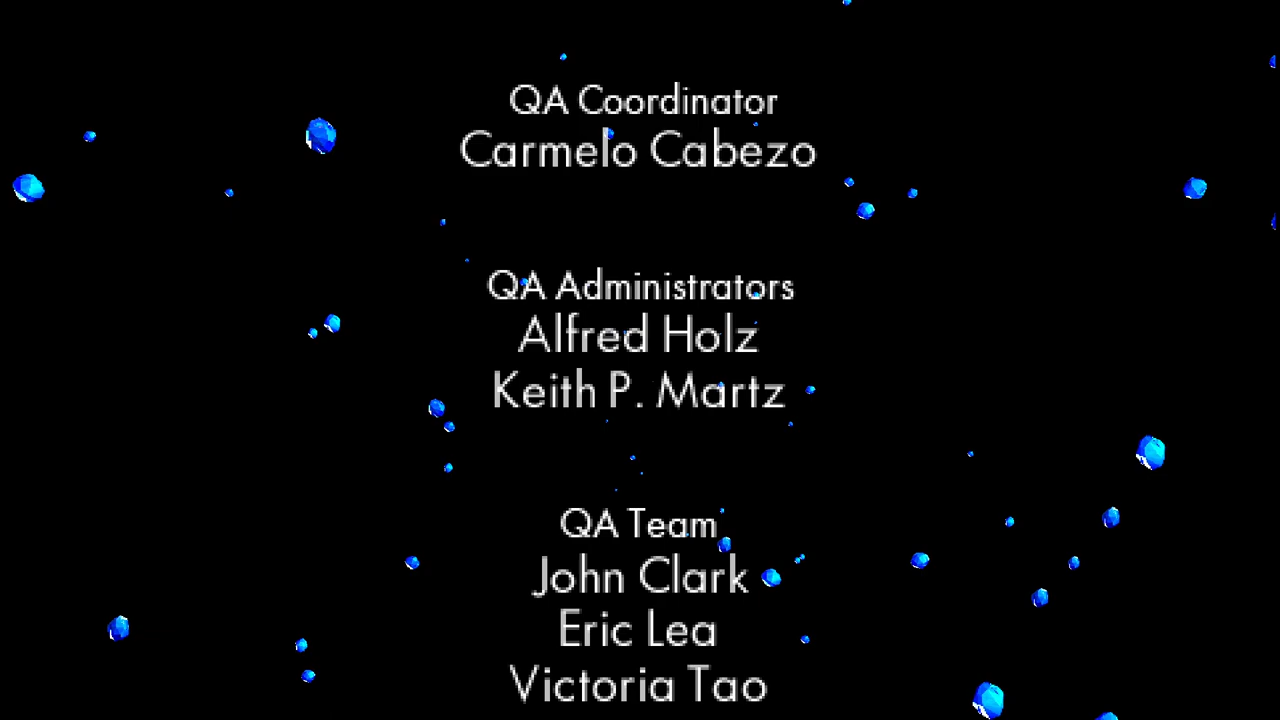 QA Coordinator
Carmelo Cabezo
QA Administrators
Alfred Holz
Keith P. Martz
QA Team
John Clark
Eric Lea
Victoria Tao